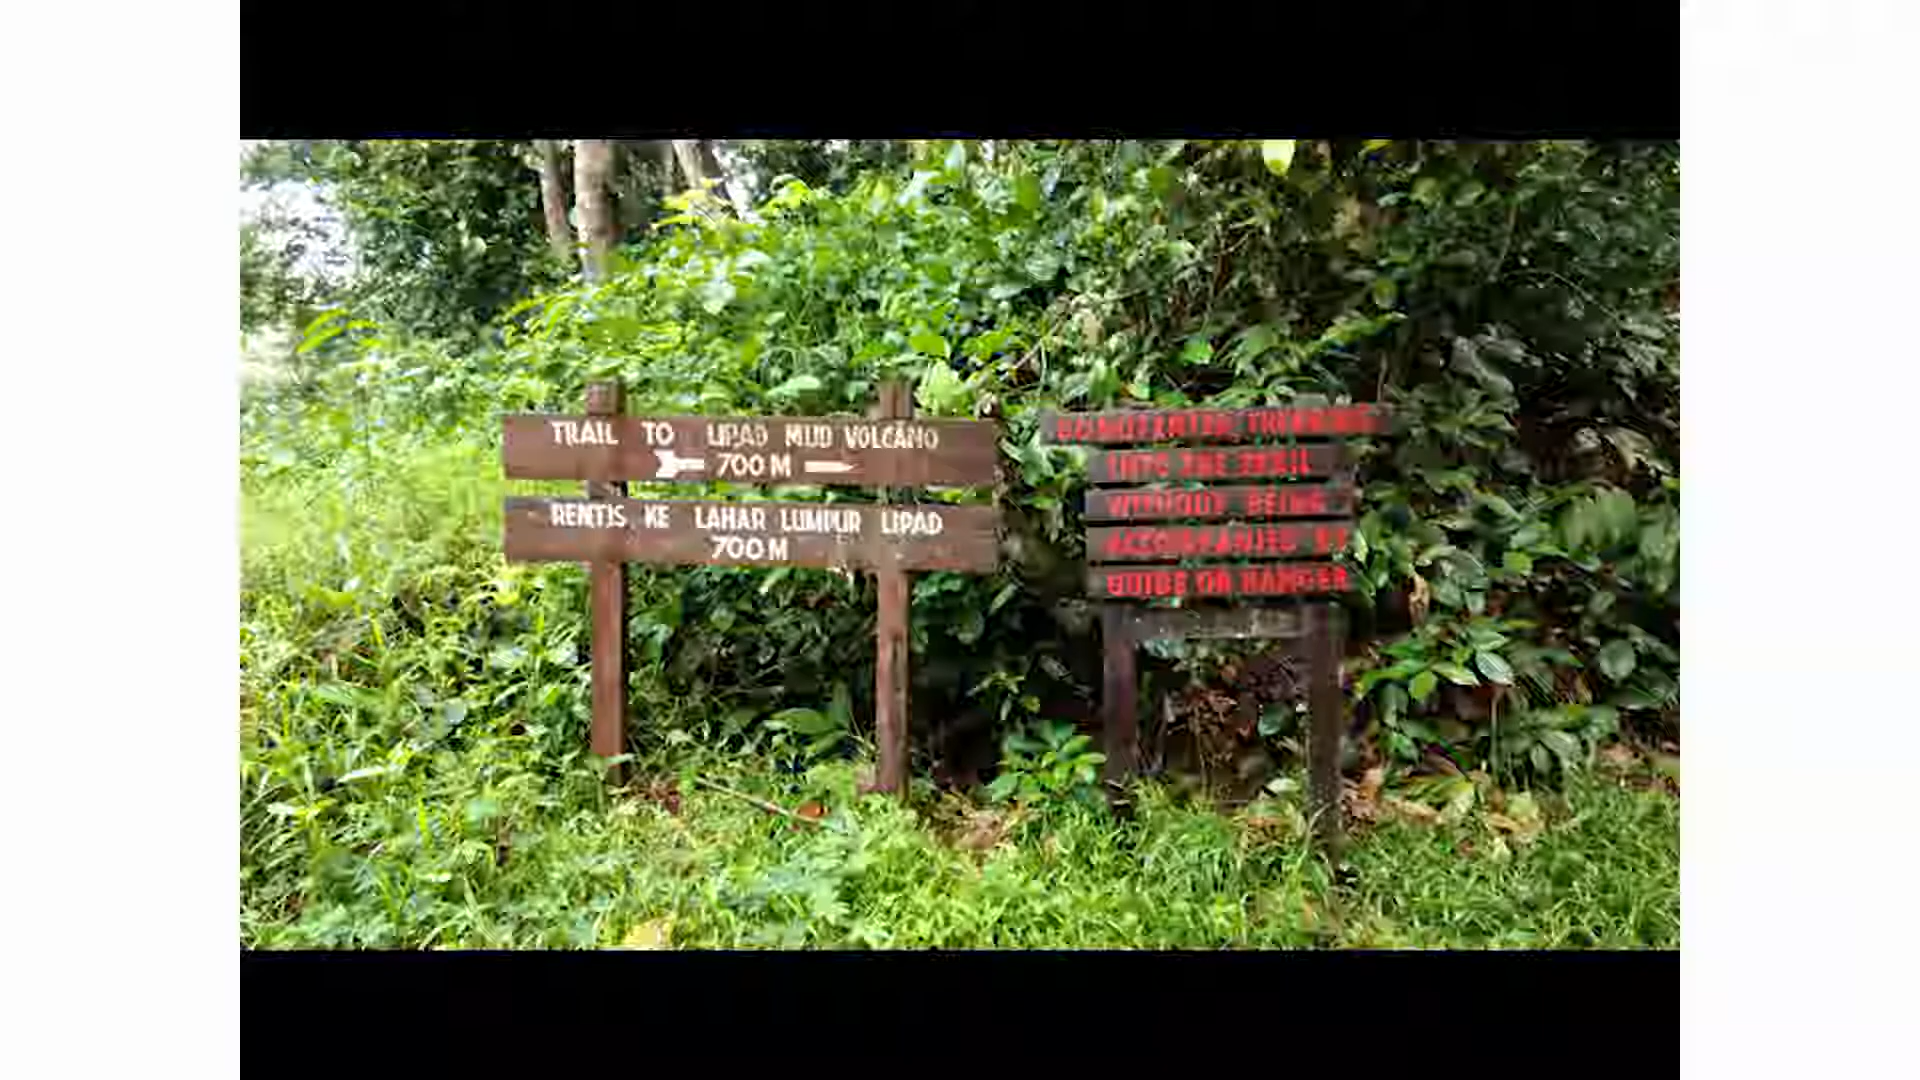 TRAIL TO LIPAD MUD VOLCANO
700 M
RENTIS KE LAHAR LUMPUR LIPAD
700 M
INTO THE TRAIL
WITHOUT BEING
ACCOMPANIED BY
GUIDE OR RANGER